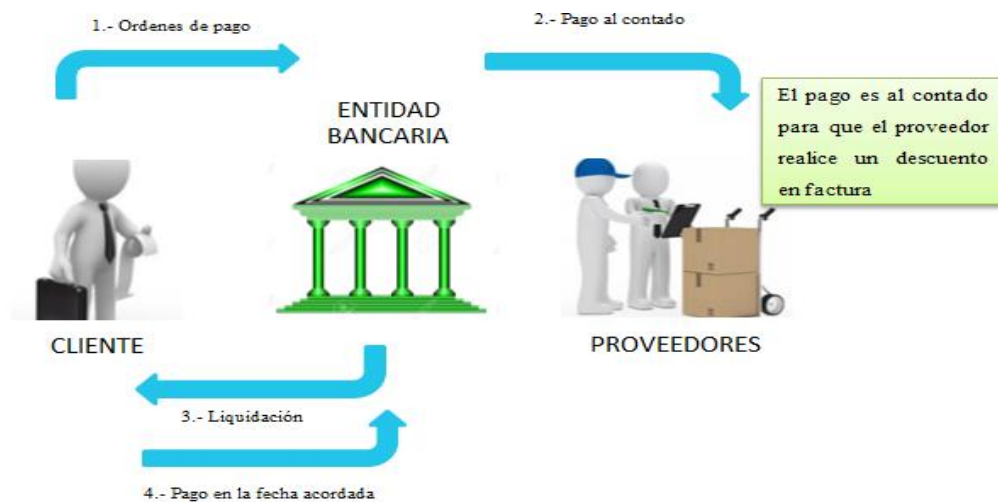 1.- Ordenes de pago
2.- Pago al contado
El pago es al contado
para que el proveedor
realice un descuento
en factura
ENTIDAD
BANCARIA
CLIENTE
PROVEEDORES
3.- Liquidación
4.- Pago en la fecha acordada